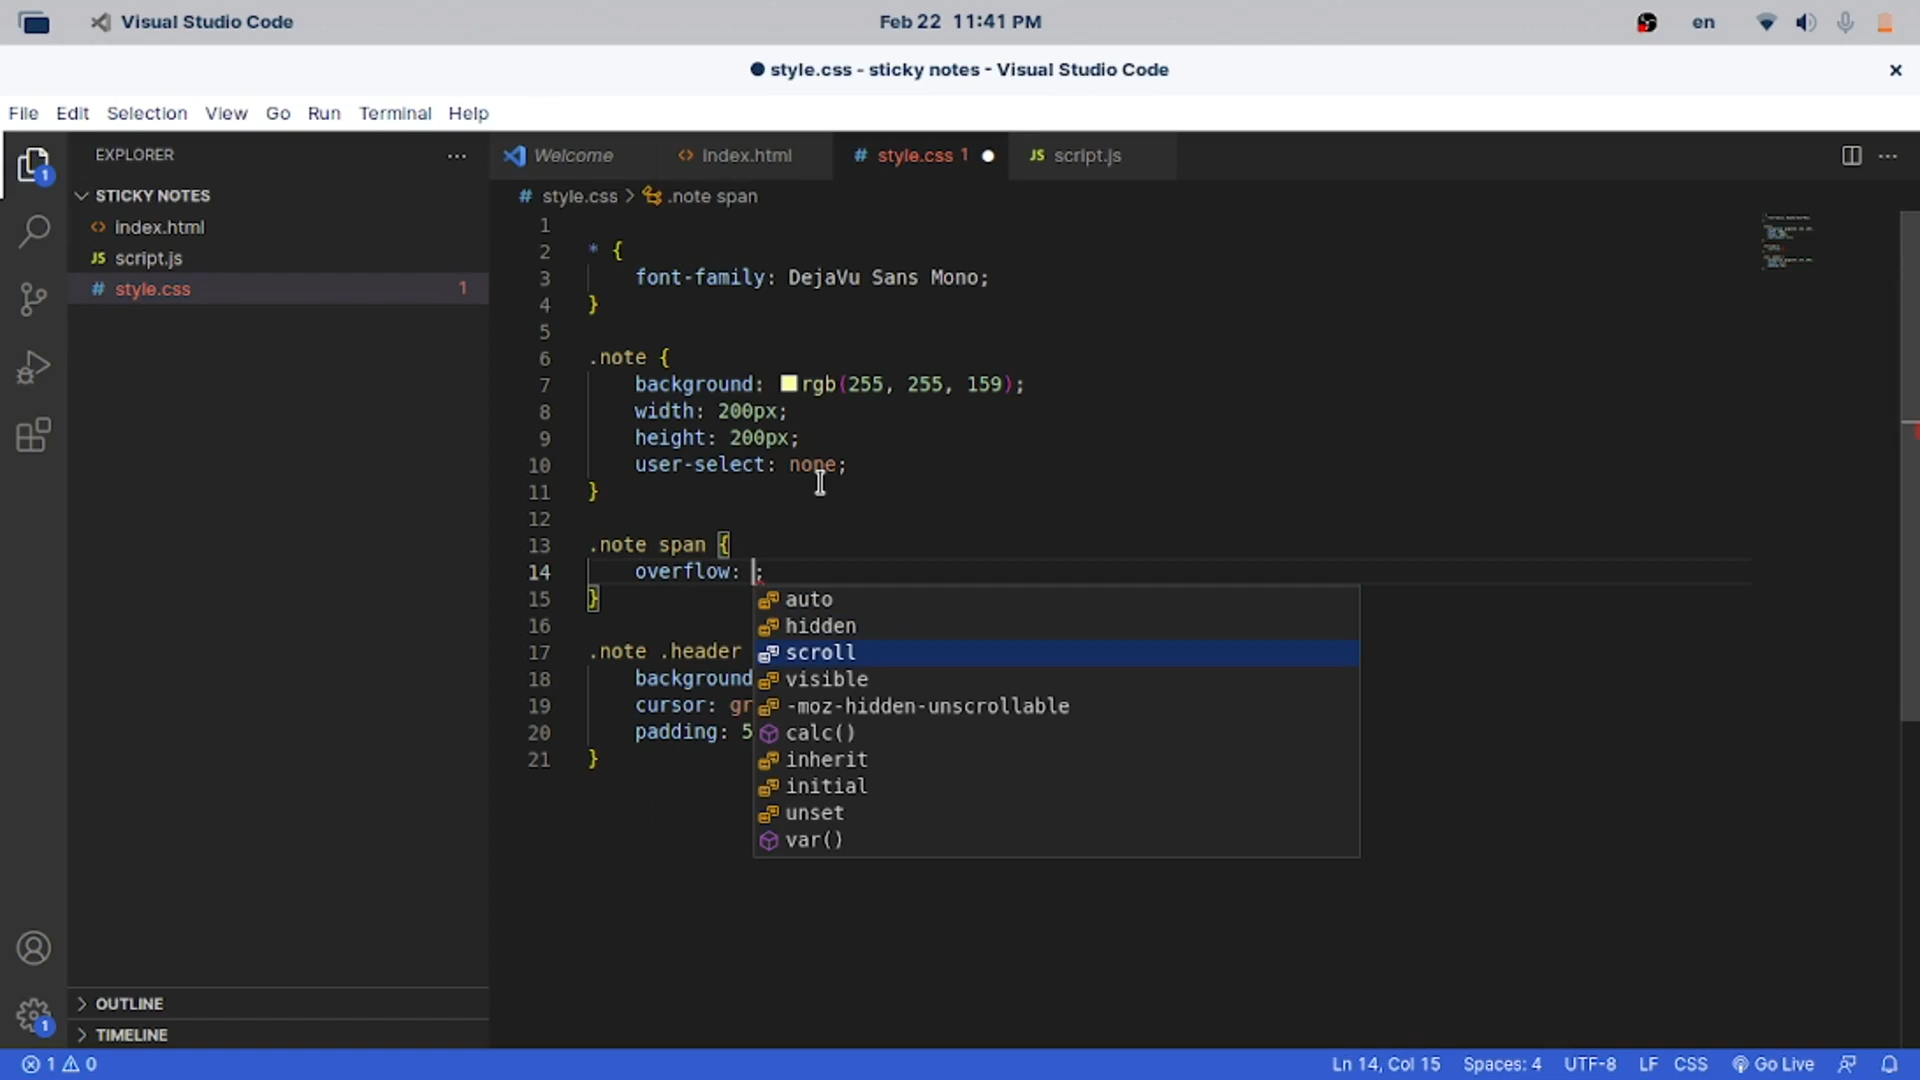 Visual Studio Code
Feb 22 11:41 PM
en
● style.css - sticky notes - Visual Studio Code
File Edit Selection View Go Run Terminal Help
EXPLORER
Welcome
index.html
style.css 1
JS script.js
STICKY NOTES
# style.css > .note span
index.html
JS script.js
# style.css 1
1
2 * {
3 font-family: DejaVu Sans Mono;
4 }
5
6 .note {
7 background: rgb(255, 255, 159);
8 width: 200px;
9 height: 200px;
10 user-select: none;
11 }
12
13 .note span {
14 overflow: ;
15 }
16
17 .note .header
18 background
19 cursor: gr
20 padding: 5
21 }
auto
hidden
scroll
visible
-moz-hidden-unscrollable
calc()
inherit
initial
unset
var()
1
1
OUTLINE
TIMELINE
1 0
Ln 14, Col 15 Spaces: 4 UTF-8 LF CSS Go Live